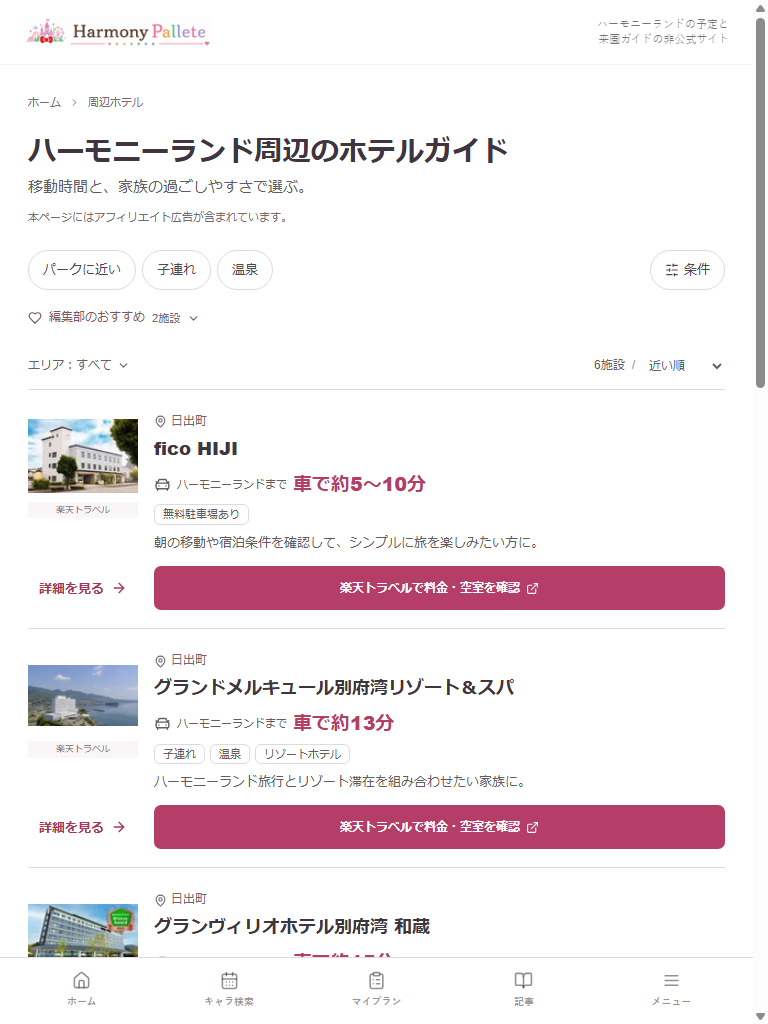 Harmony Pallete
ハーモニーランドの予定と
来園ガイドの非公式サイト
ホーム > 周辺ホテル
ハーモニーランド周辺のホテルガイド
移動時間と、家族の過ごしやすさで選ぶ。
本ページにはアフィリエイト広告が含まれています。
パークに近い 子連れ 温泉 条件
編集部のおすすめ 2施設
エリア：すべて 6施設 / 近い順
日出町
fico HIJI
ハーモニーランドまで 車で約5〜10分
楽天トラベル
無料駐車場あり
朝の移動や宿泊条件を確認して、シンプルに旅を楽しみたい方に。
詳細を見る → 楽天トラベルで料金・空室を確認
日出町
グランドメルキュール別府湾リゾート＆スパ
ハーモニーランドまで 車で約13分
楽天トラベル
子連れ 温泉 リゾートホテル
ハーモニーランド旅行とリゾート滞在を組み合わせたい家族に。
詳細を見る → 楽天トラベルで料金・空室を確認
日出町
グランヴィリオホテル別府湾 和蔵
ホーム キャラ検索 マイプラン 記事 メニュー